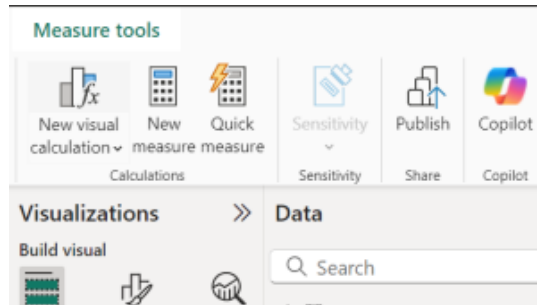 Measure tools
New visual calculation
New measure
Quick measure
Sensitivity
Publish
Copilot
Calculations
Sensitivity
Share
Copilot
Visualizations
Data
Build visual
Search